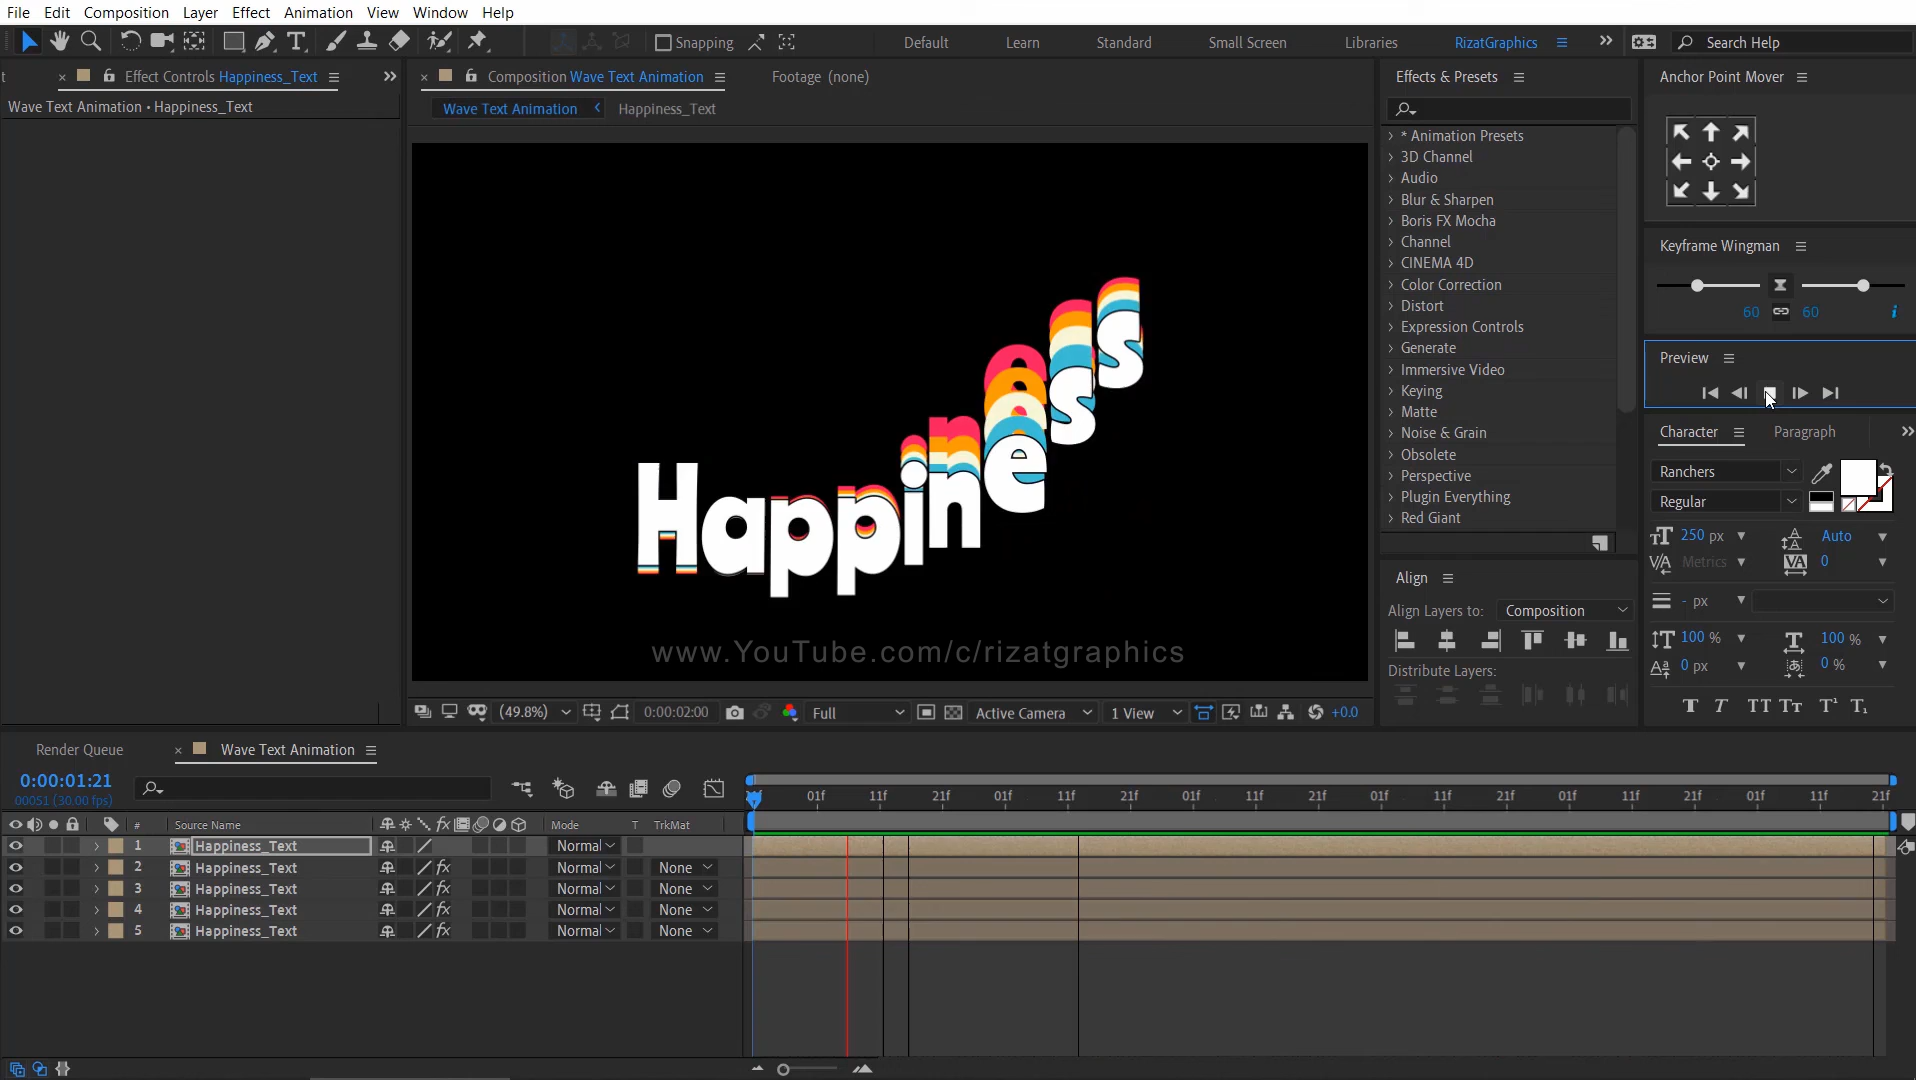 File Edit Composition Layer Effect Animation View Window Help
Snapping Default Learn Standard Small Screen Libraries RizatGraphics Search Help
Effect Controls Happiness_Text
Wave Text Animation • Happiness_Text
Composition Wave Text Animation Footage (none)
Wave Text Animation Happiness_Text
Happiness
www.YouTube.com/c/rizatgraphics
(49.8%) 0:00:02:00 Full Active Camera 1 View +0.0
Effects & Presets
* Animation Presets
3D Channel
Audio
Blur & Sharpen
Boris FX Mocha
Channel
CINEMA 4D
Color Correction
Distort
Expression Controls
Generate
Immersive Video
Keying
Matte
Noise & Grain
Obsolete
Perspective
Plugin Everything
Red Giant
Align
Align Layers to: Composition
Distribute Layers:
Anchor Point Mover
Keyframe Wingman
60 60
Preview
Character Paragraph
Ranchers
Regular
250 px Auto
Metrics 0
- px
100 % 100 %
0 px 0 %
T T TT Tt T¹ T₁
Render Queue Wave Text Animation
0:00:01:21
00051 (30.00 fps)
01f 11f 21f 01f 11f 21f 01f 11f 21f 01f 11f 21f 01f 11f 21f 01f 11f 21f
# Source Name fx Mode T TrkMat
1 Happiness_Text Normal
2 Happiness_Text fx Normal None
3 Happiness_Text fx Normal None
4 Happiness_Text fx Normal None
5 Happiness_Text fx Normal None